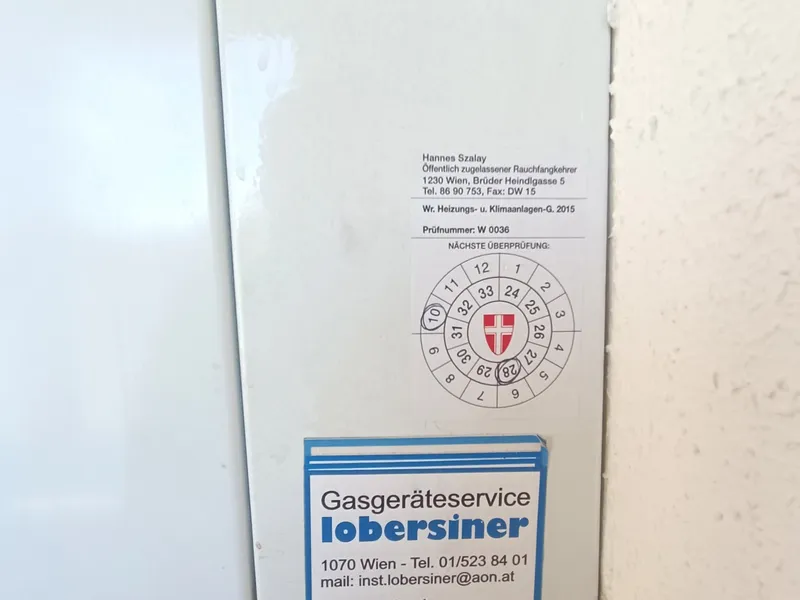 Hannes Szalay
Öffentlich zugelassener Rauchfangkehrer
1230 Wien, Brüder Heindlgasse 5
Tel. 86 90 753, Fax: DW 15
Wr. Heizungs- u. Klimaanlagen-G. 2015
Prüfnummer: W 0036
NÄCHSTE ÜBERPRÜFUNG:
1 2 3 4 5 6 7 8 9 10 11 12
24 25 26 27 28 29 30 31 32 33
Gasgeräteservice
lobersiner
1070 Wien - Tel. 01/523 84 01
mail: inst.lobersiner@aon.at